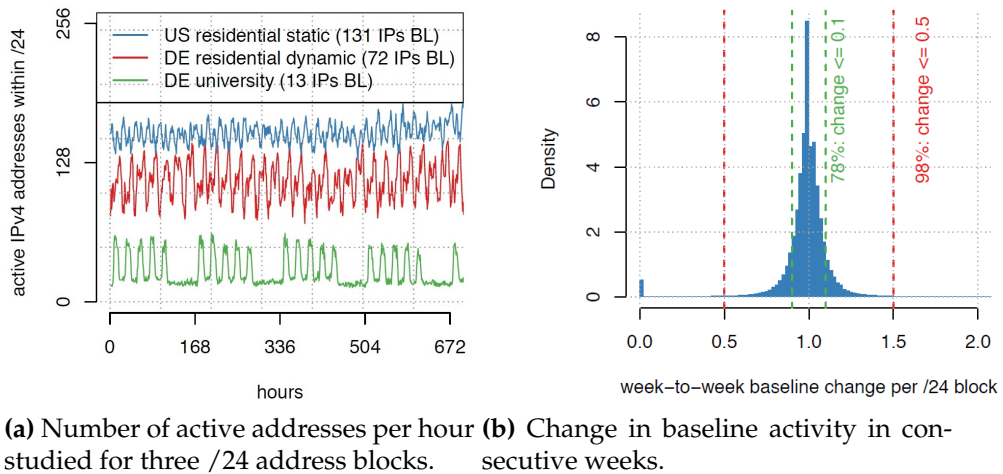 256
128
0
active IPv4 addresses within /24
US residential static (131 IPs BL)
DE residential dynamic (72 IPs BL)
DE university (13 IPs BL)
0 168 336 504 672
hours
8
6
4
2
0
Density
78%: change <= 0.1
98%: change <= 0.5
0.0 0.5 1.0 1.5 2.0
week−to−week baseline change per /24 block
(a) Number of active addresses per hour
studied for three /24 address blocks.
(b) Change in baseline activity in con-
secutive weeks.